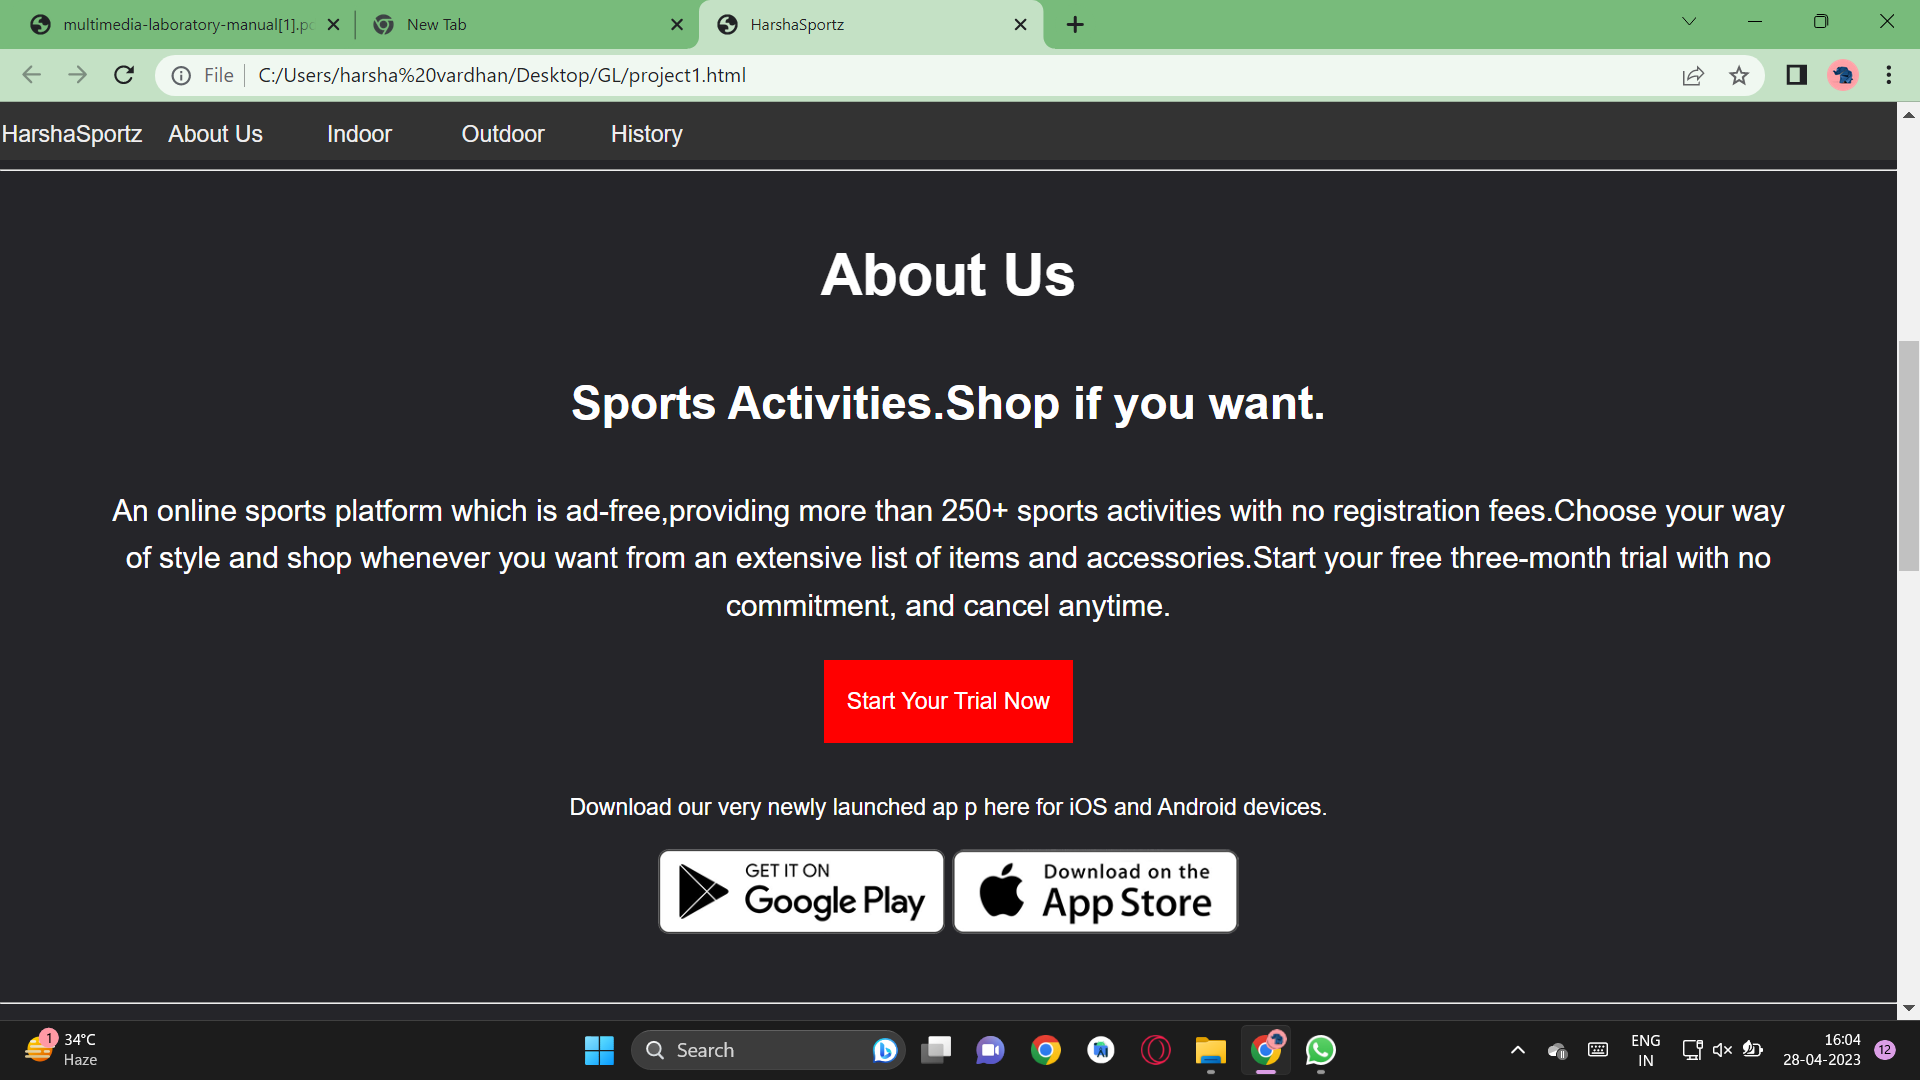 multimedia-laboratory-manual[1].pc
New Tab
HarshaSportz
File
C:/Users/harsha%20vardhan/Desktop/GL/project1.html
HarshaSportz About Us Indoor Outdoor History
About Us
Sports Activities.Shop if you want.
An online sports platform which is ad-free,providing more than 250+ sports activities with no registration fees.Choose your way
of style and shop whenever you want from an extensive list of items and accessories.Start your free three-month trial with no
commitment, and cancel anytime.
Start Your Trial Now
Download our very newly launched ap p here for iOS and Android devices.
GET IT ON
Google Play
Download on the
App Store
1
34°C
Haze
Search
ENG
IN
16:04
28-04-2023
12